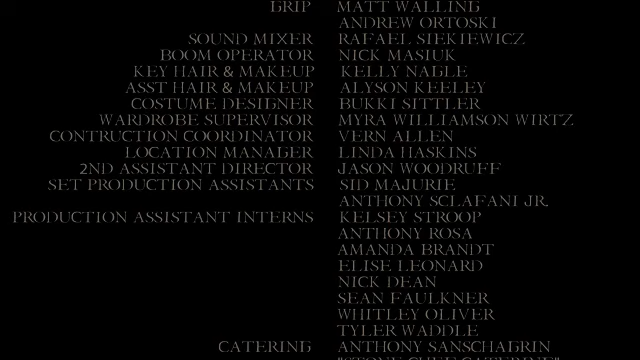 GRIP MATT WALLING
ANDREW ORTOSKI
SOUND MIXER RAFAEL SIEKIEWICZ
BOOM OPERATOR NICK MASIUK
KEY HAIR & MAKEUP KELLY NAGLE
ASST HAIR & MAKEUP ALYSON KEELEY
COSTUME DESIGNER BUKKI SITTLER
WARDROBE SUPERVISOR MYRA WILLIAMSON WIRTZ
CONTRUCTION COORDINATOR VERN ALLEN
LOCATION MANAGER LINDA HASKINS
2ND ASSISTANT DIRECTOR JASON WOODRUFF
SET PRODUCTION ASSISTANTS SID MAJURIE
ANTHONY SCLAFANI JR.
PRODUCTION ASSISTANT INTERNS KELSEY STROOP
ANTHONY ROSA
AMANDA BRANDT
ELISE LEONARD
NICK DEAN
SEAN FAULKNER
WHITLEY OLIVER
TYLER WADDLE
CATERING ANTHONY SANSCHAGRIN